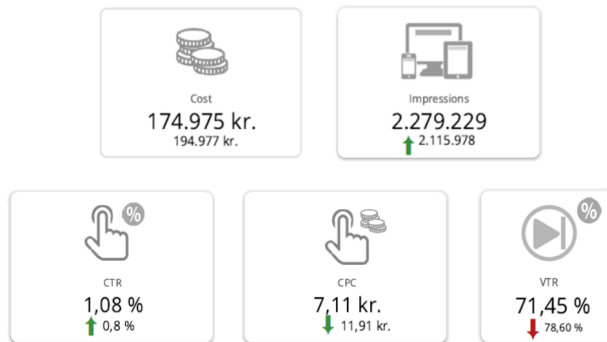 Cost
174.975 kr.
194.977 kr.
Impressions
2.279.229
2.115.978
%
CTR
1,08 %
0,8 %
CPC
7,11 kr.
11,91 kr.
%
VTR
71,45 %
78,60 %